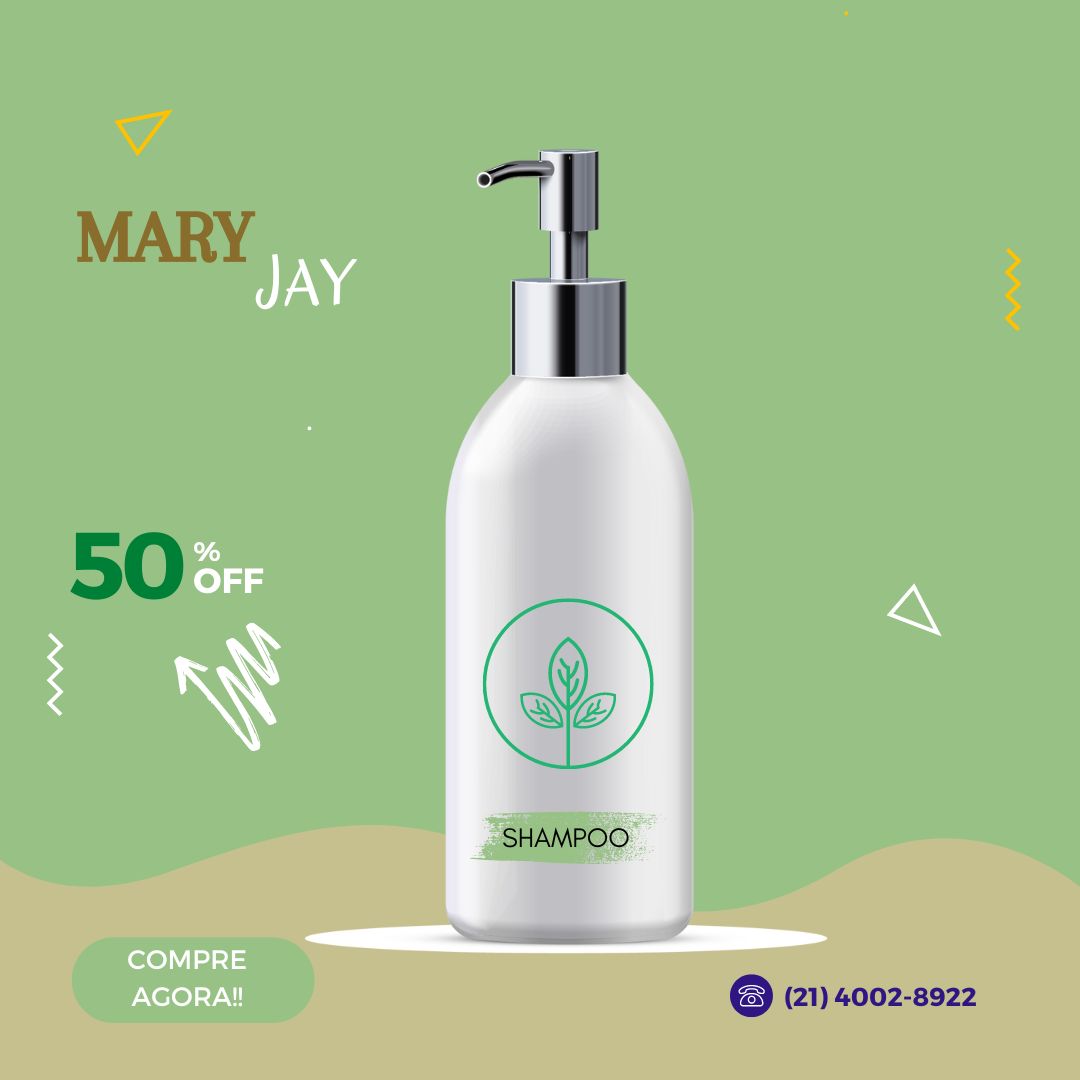 MARY
JAY
50 %
OFF
SHAMPOO
COMPRE
AGORA!!
(21) 4002-8922